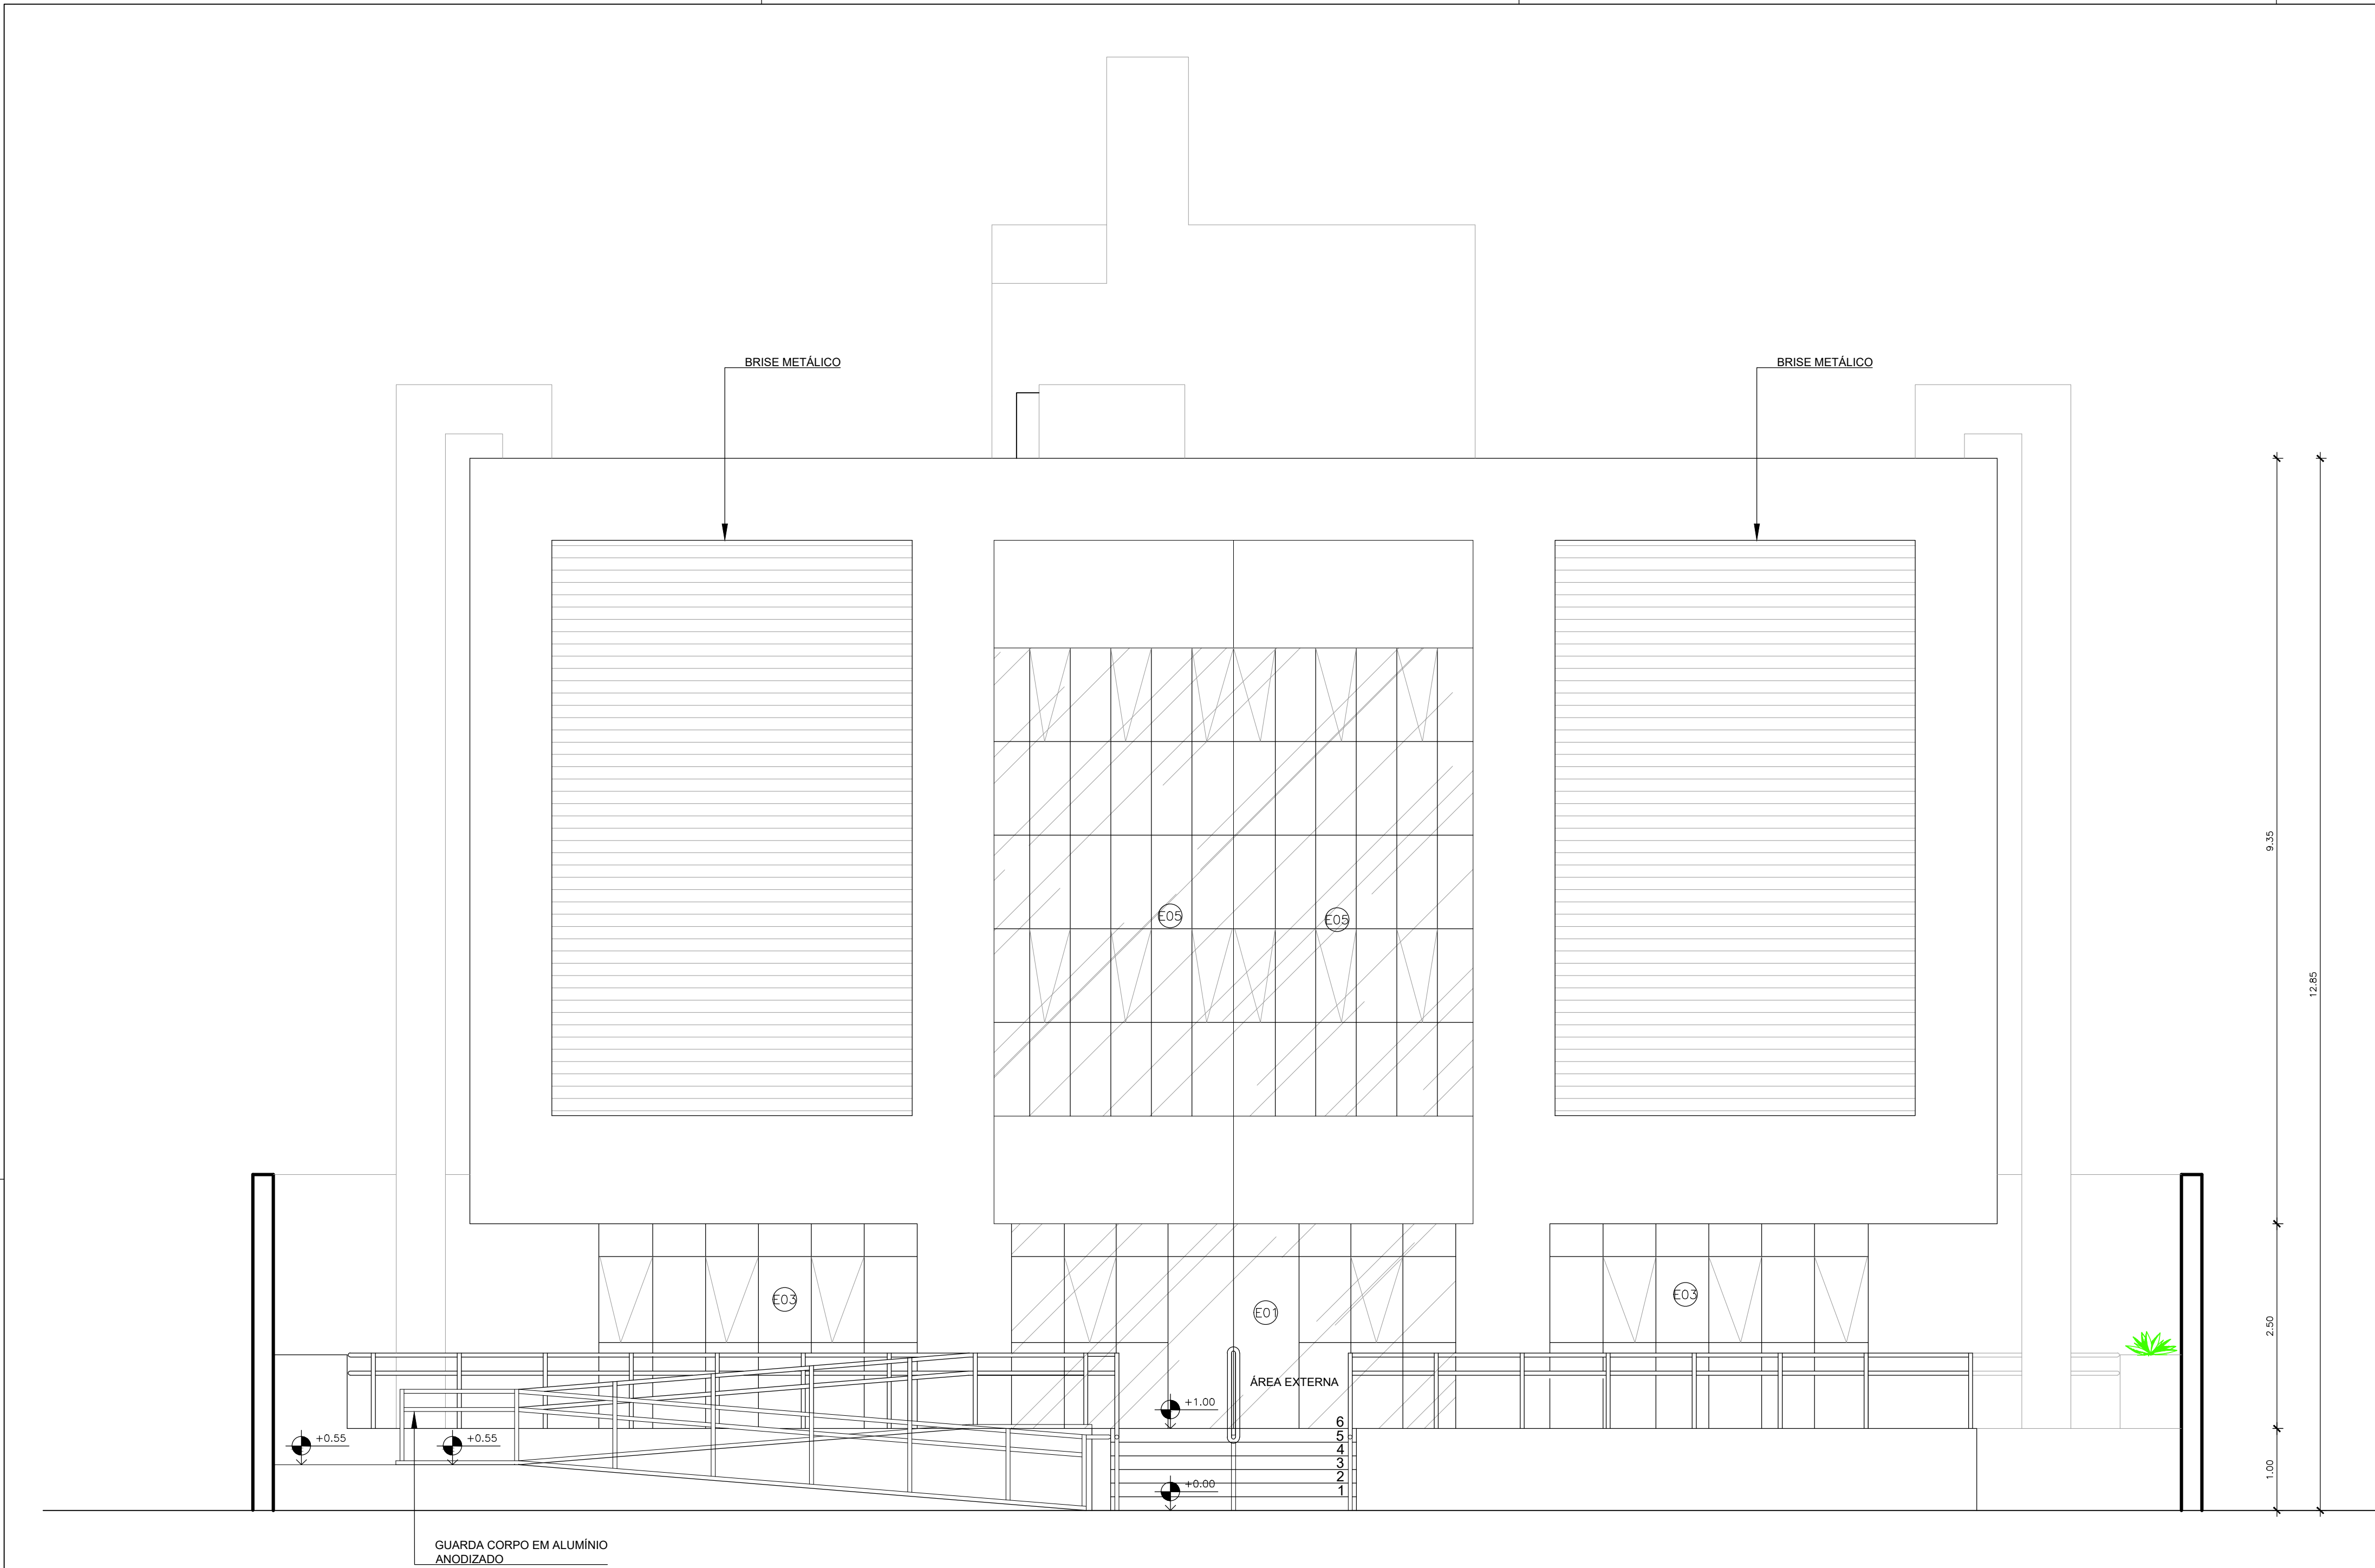 BRISE METÁLICO
BRISE METÁLICO
9.35
12.85
E05
E05
E03
E01
E03
2.50
ÁREA EXTERNA
+1.00
6
5
4
3
2
1
+0.55
+0.55
+0.00
1.00
GUARDA CORPO EM ALUMÍNIO
ANODIZADO